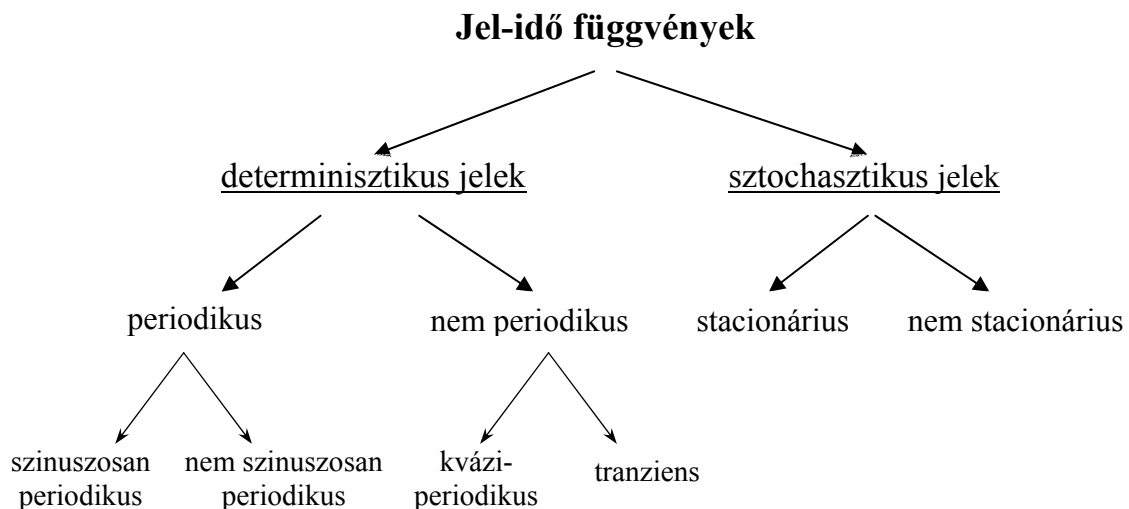 Jel-idő függvények
determinisztikus jelek
sztochasztikus jelek
periodikus
nem periodikus
stacionárius
nem stacionárius
szinuszosan
periodikus
nem szinuszosan
periodikus
kvázi-
periodikus
tranziens